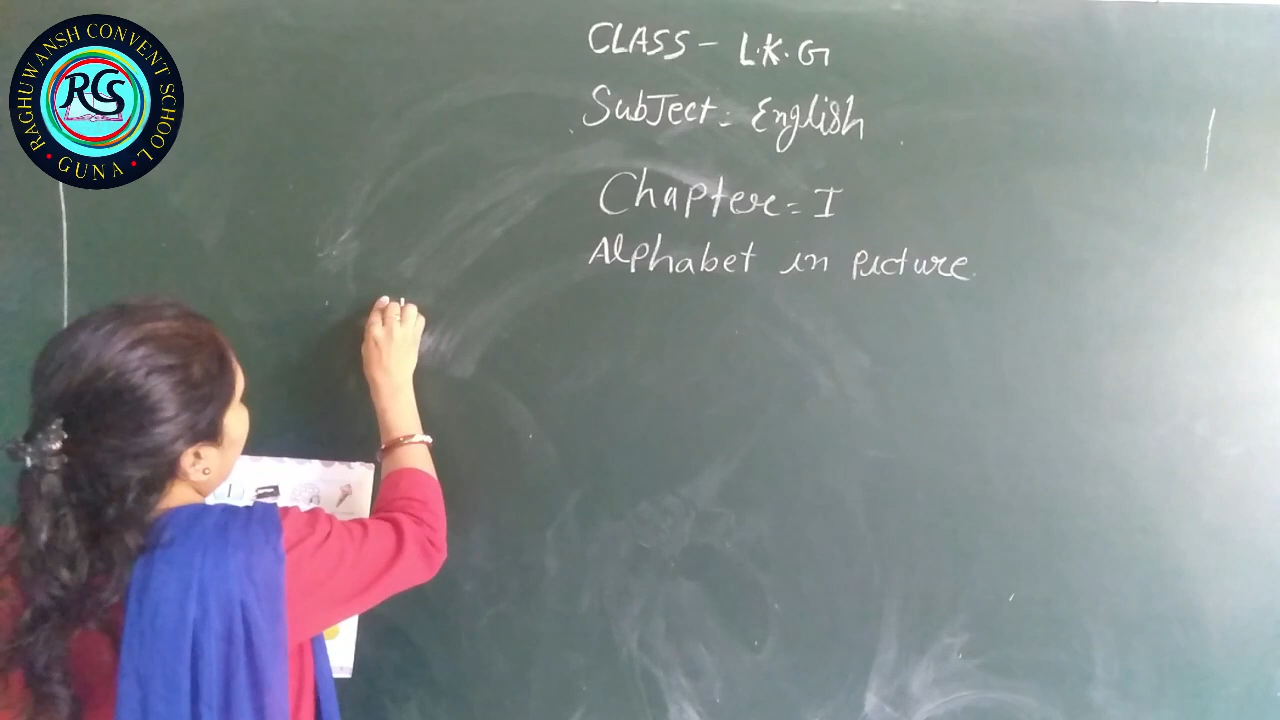 RAGHUWANSH CONVENT SCHOOL
RCS
• GUNA •
CLASS - L.K.G
SubJect = English
Chapter = I
Alphabet in picture
I